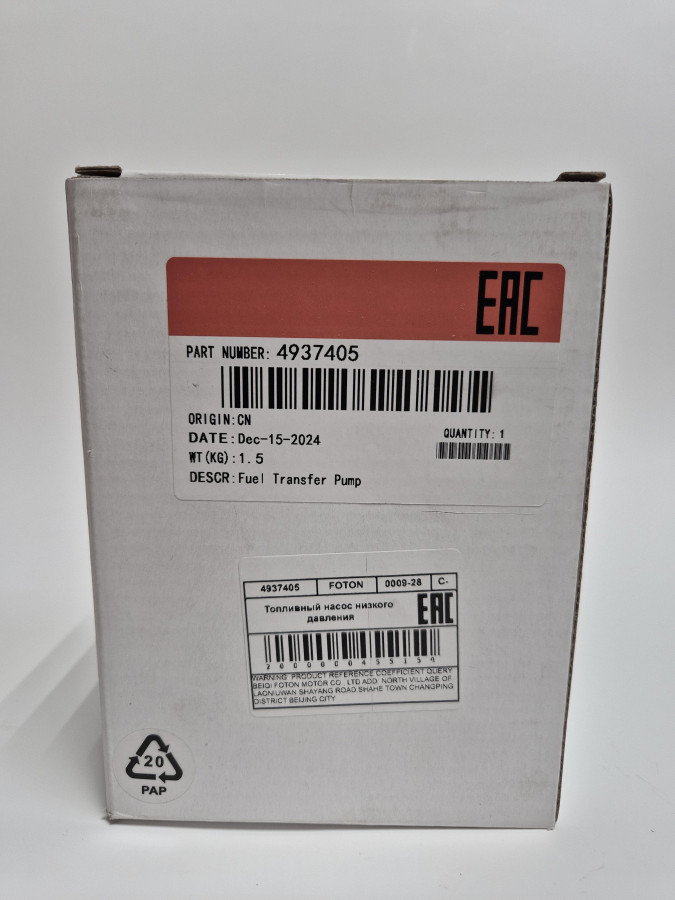 EAC
PART NUMBER: 4937405
ORIGIN:CN
DATE:Dec-15-2024
QUANTITY: 1
WT(KG):1.5
DESCR:Fuel Transfer Pump
4937405 FOTON 0009-28 C-
Топливный насос низкого
давления
EAC
WARNING: PRODUCT REFERENCE COEFFICIENT QUERY
BEIQI FOTON MOTOR CO., LTD ADD. NORTH VILLAGE OF
LAONIUWAN SHAYANG ROAD SHAHE TOWN CHANGPING
DISTRICT BEIJING CITY
20
PAP